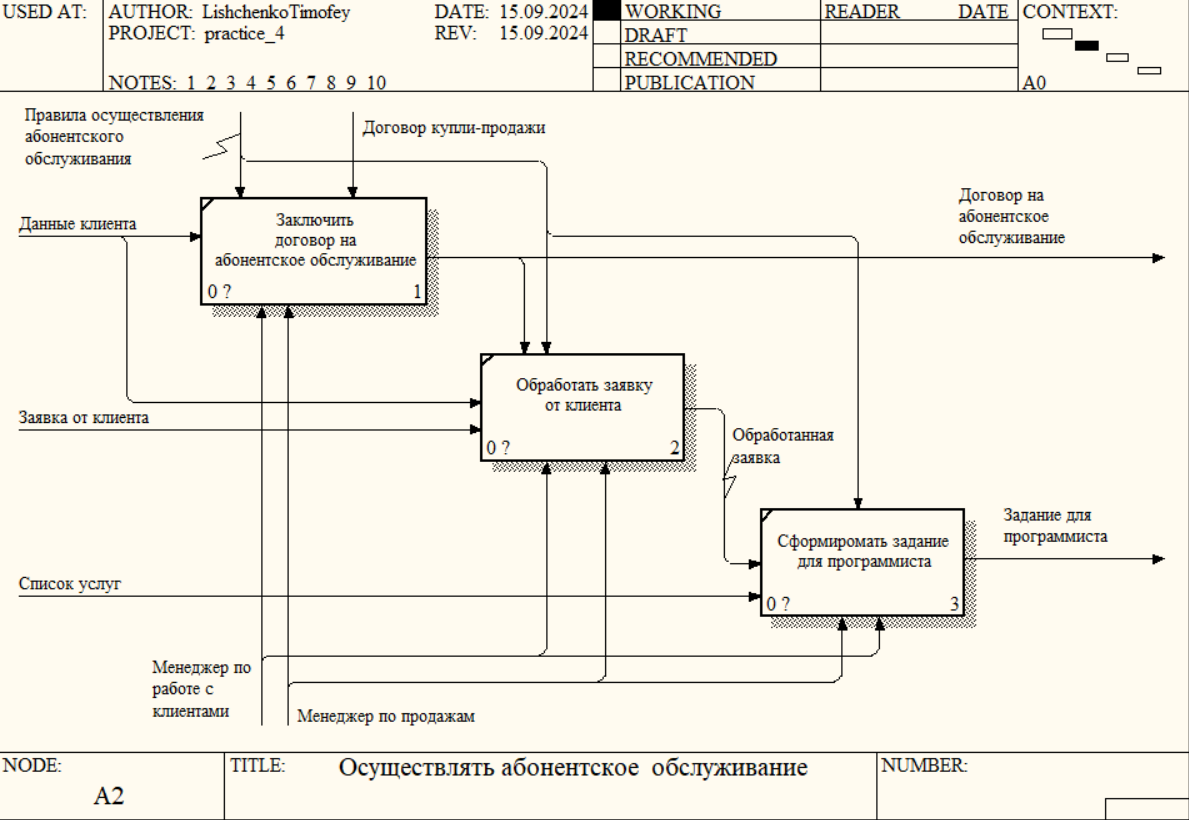 USED AT:
AUTHOR: LishchenkoTimofey
DATE: 15.09.2024
WORKING
READER
DATE
CONTEXT:
PROJECT: practice_4
REV: 15.09.2024
DRAFT
RECOMMENDED
NOTES: 1 2 3 4 5 6 7 8 9 10
PUBLICATION
A0
Правила осуществления
абонентского
обслуживания
Договор купли-продажи
Данные клиента
Заключить
договор на
абонентское обслуживание
0 ?
1
Договор на
абонентское
обслуживание
Заявка от клиента
Обработать заявку
от клиента
0 ?
2
Обработанная
заявка
Список услуг
Сформиромать задание
для программиста
0 ?
3
Задание для
программиста
Менеджер по
работе с
клиентами
Менеджер по продажам
NODE:
A2
TITLE:
Осуществлять абонентское обслуживание
NUMBER: